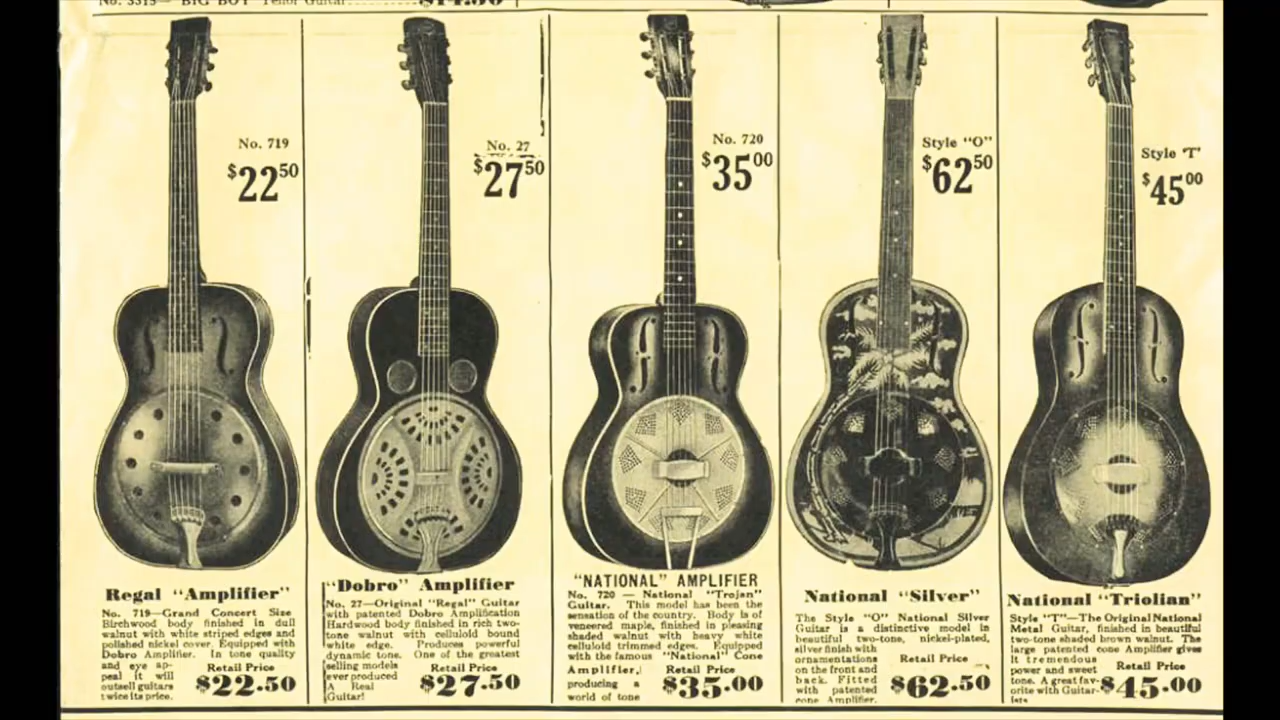 No. 3315— "BIG BOY" Tenor Guitar $14.50
No. 719
$22.50
Regal "Amplifier"
No. 719—Grand Concert Size
Birchwood body finished in dull
walnut with white striped edges and
polished nickel cover. Equipped with
Dobro Amplifier. In tone quality
and eye ap-
peal it will
outsell guitars
twice its price.
Retail Price
$22.50
No. 27
$27.50
"Dobro" Amplifier
No. 27—Original "Regal" Guitar
with patented Dobro Amplification
Hardwood body finished in rich two-
tone walnut with celluloid bound
white edge. Produces powerful
dynamic tone. One of the greatest
selling models
ever produced
A Real
Guitar!
Retail Price
$27.50
No. 720
$35.00
"NATIONAL" AMPLIFIER
No. 720 — National "Trojan"
Guitar. This model has been the
sensation of the country. Body is of
veneered maple, finished in pleasing
shaded walnut with heavy white
celluloid trimmed edges. Equipped
with the famous "National" Cone
Amplifier,
producing a
world of tone
Retail Price
$35.00
Style "O"
$62.50
National "Silver"
The Style "O" National Silver
Guitar is a distinctive model in
beautiful two-tone, nickel-plated,
silver finish with
ornamentations
on the front and
back. Fitted
with patented
cone Amplifier.
Retail Price
$62.50
Style "T"
$45.00
National "Triolian"
Style "T"—The Original National
Metal Guitar, finished in beautiful
two-tone shaded brown walnut. The
large patented cone Amplifier gives
it tremendous
power and sweet
tone. A great fav-
orite with Guitar-
ists
Retail Price
$45.00